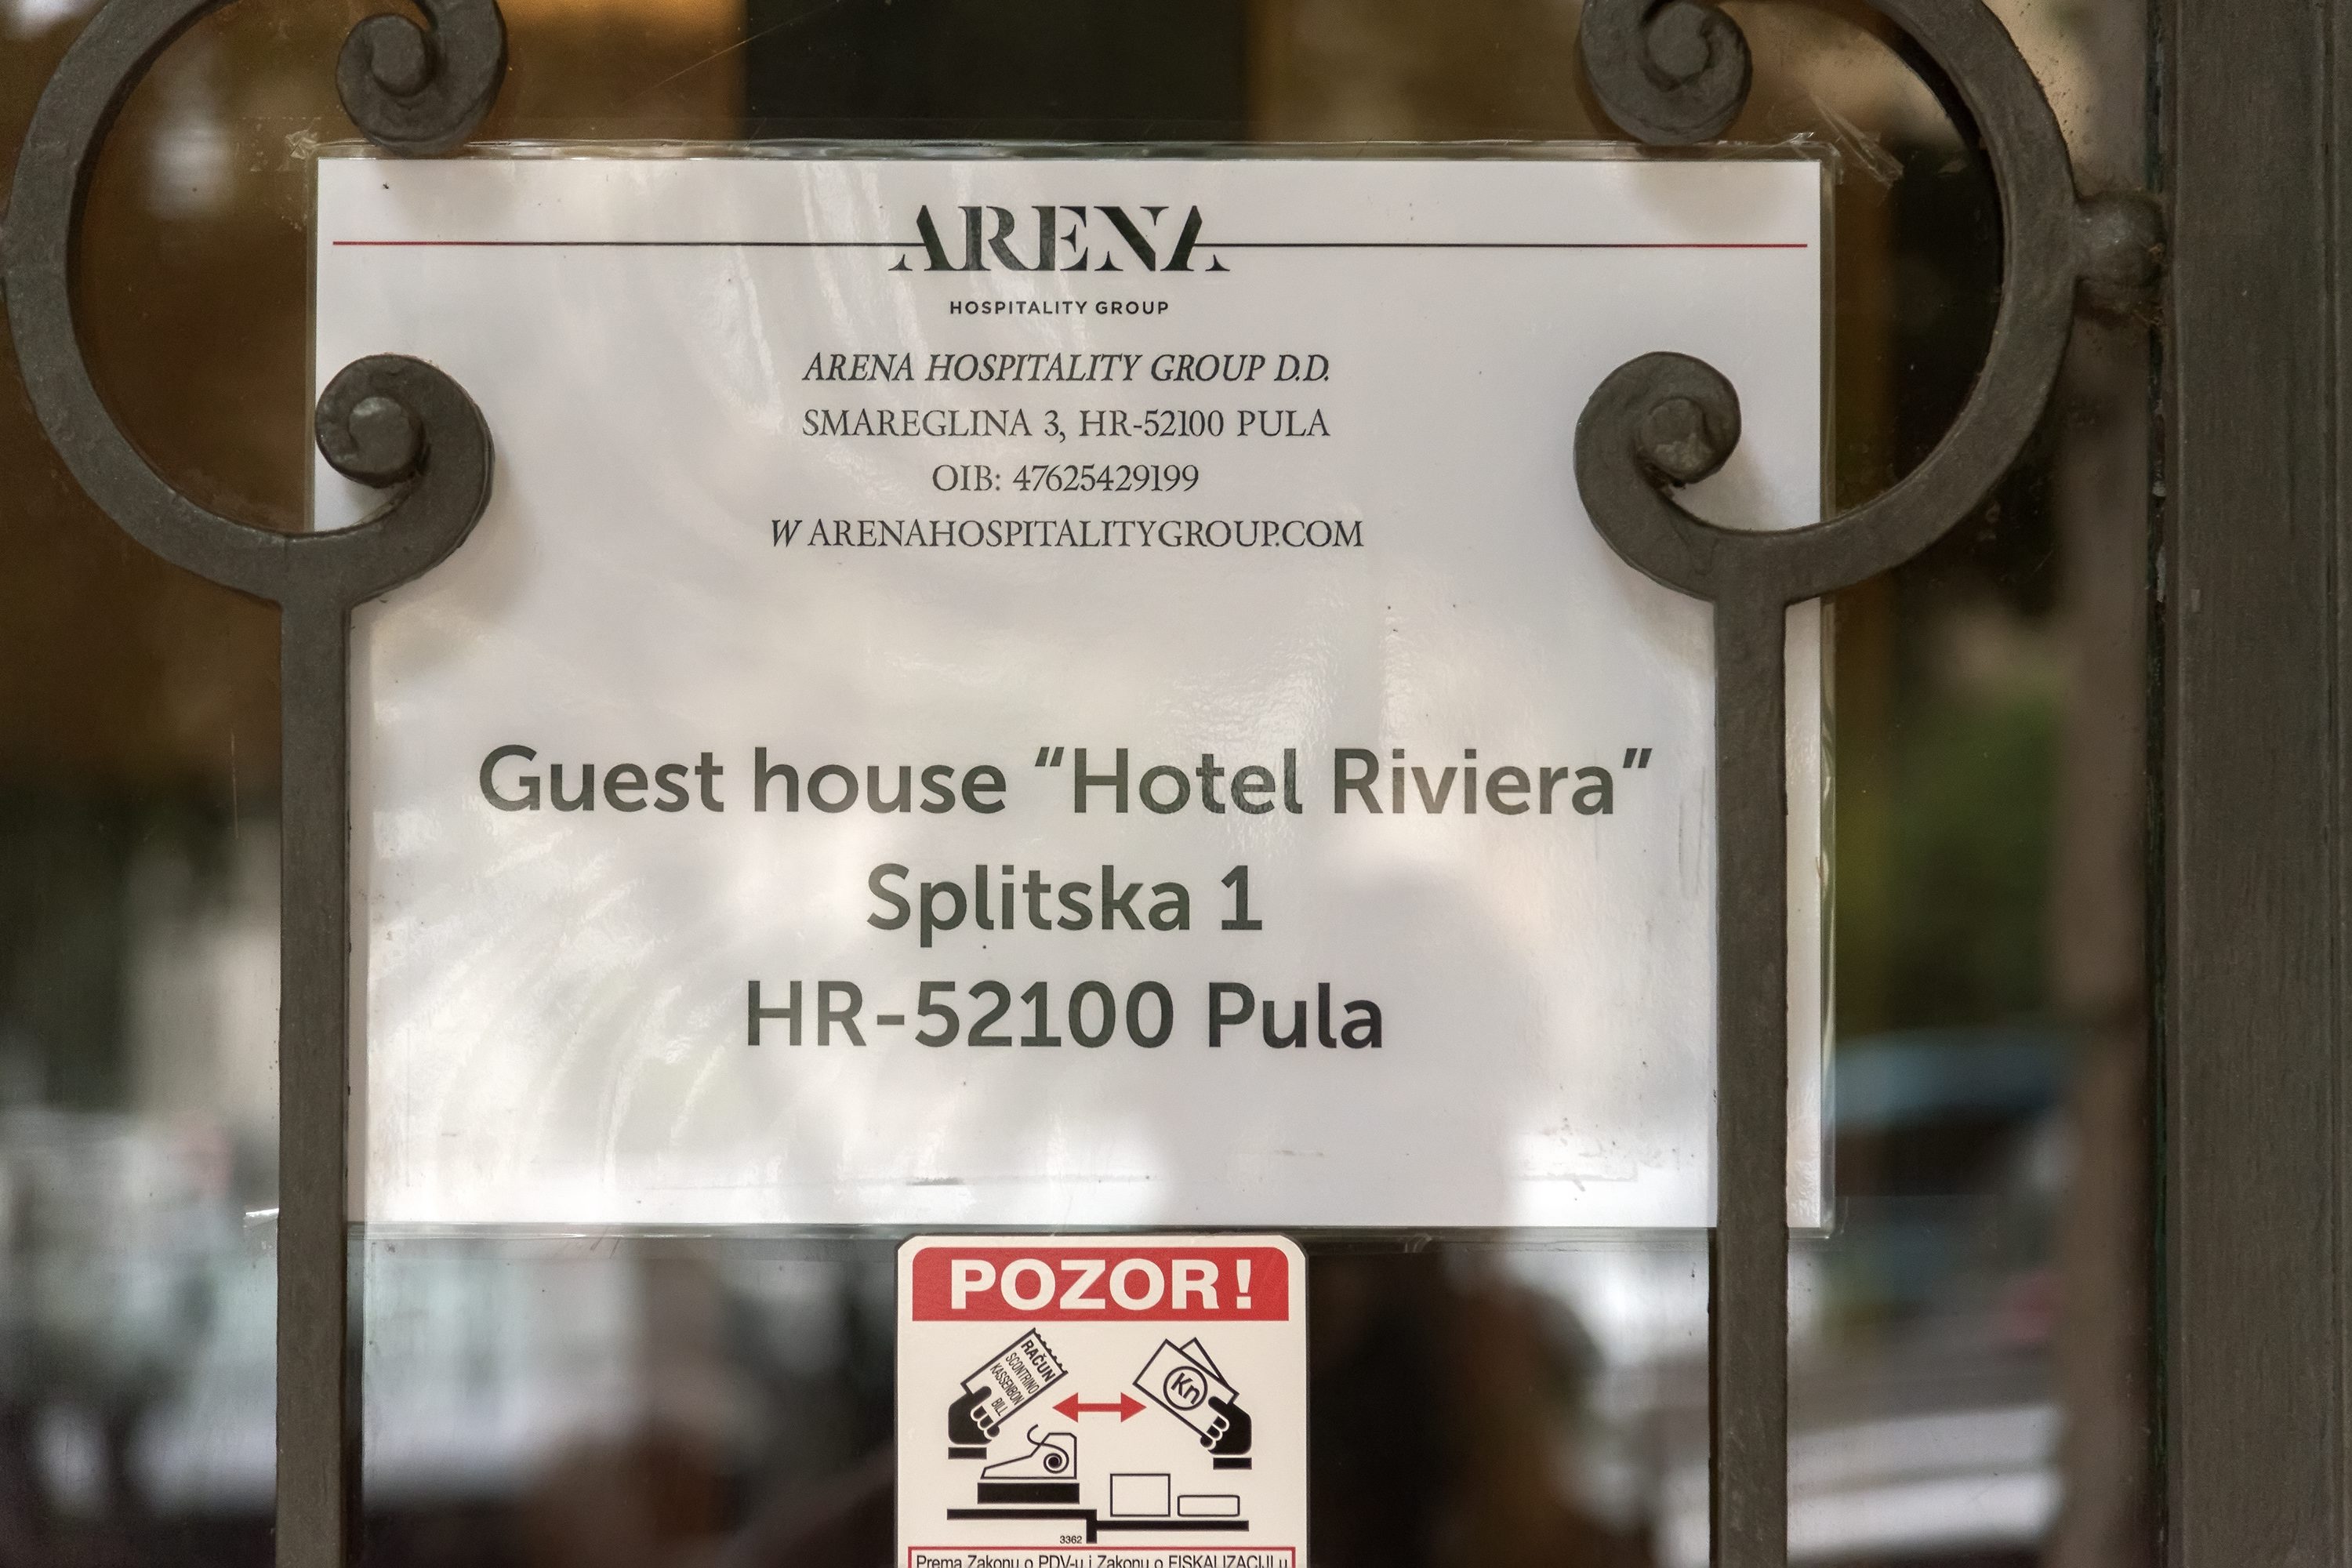 ARENA
HOSPITALITY GROUP
ARENA HOSPITALITY GROUP D.D.
SMAREGLINA 3, HR-52100 PULA
OIB: 47625429199
W ARENAHOSPITALITYGROUP.COM
Guest house “Hotel Riviera”
Splitska 1
HR-52100 Pula
POZOR!
RAČUN
SCONTRINO
KASSENBON
BILL
Kn
3362
Prema Zakonu o PDV-u i Zakonu o FISKALIZACIJI u